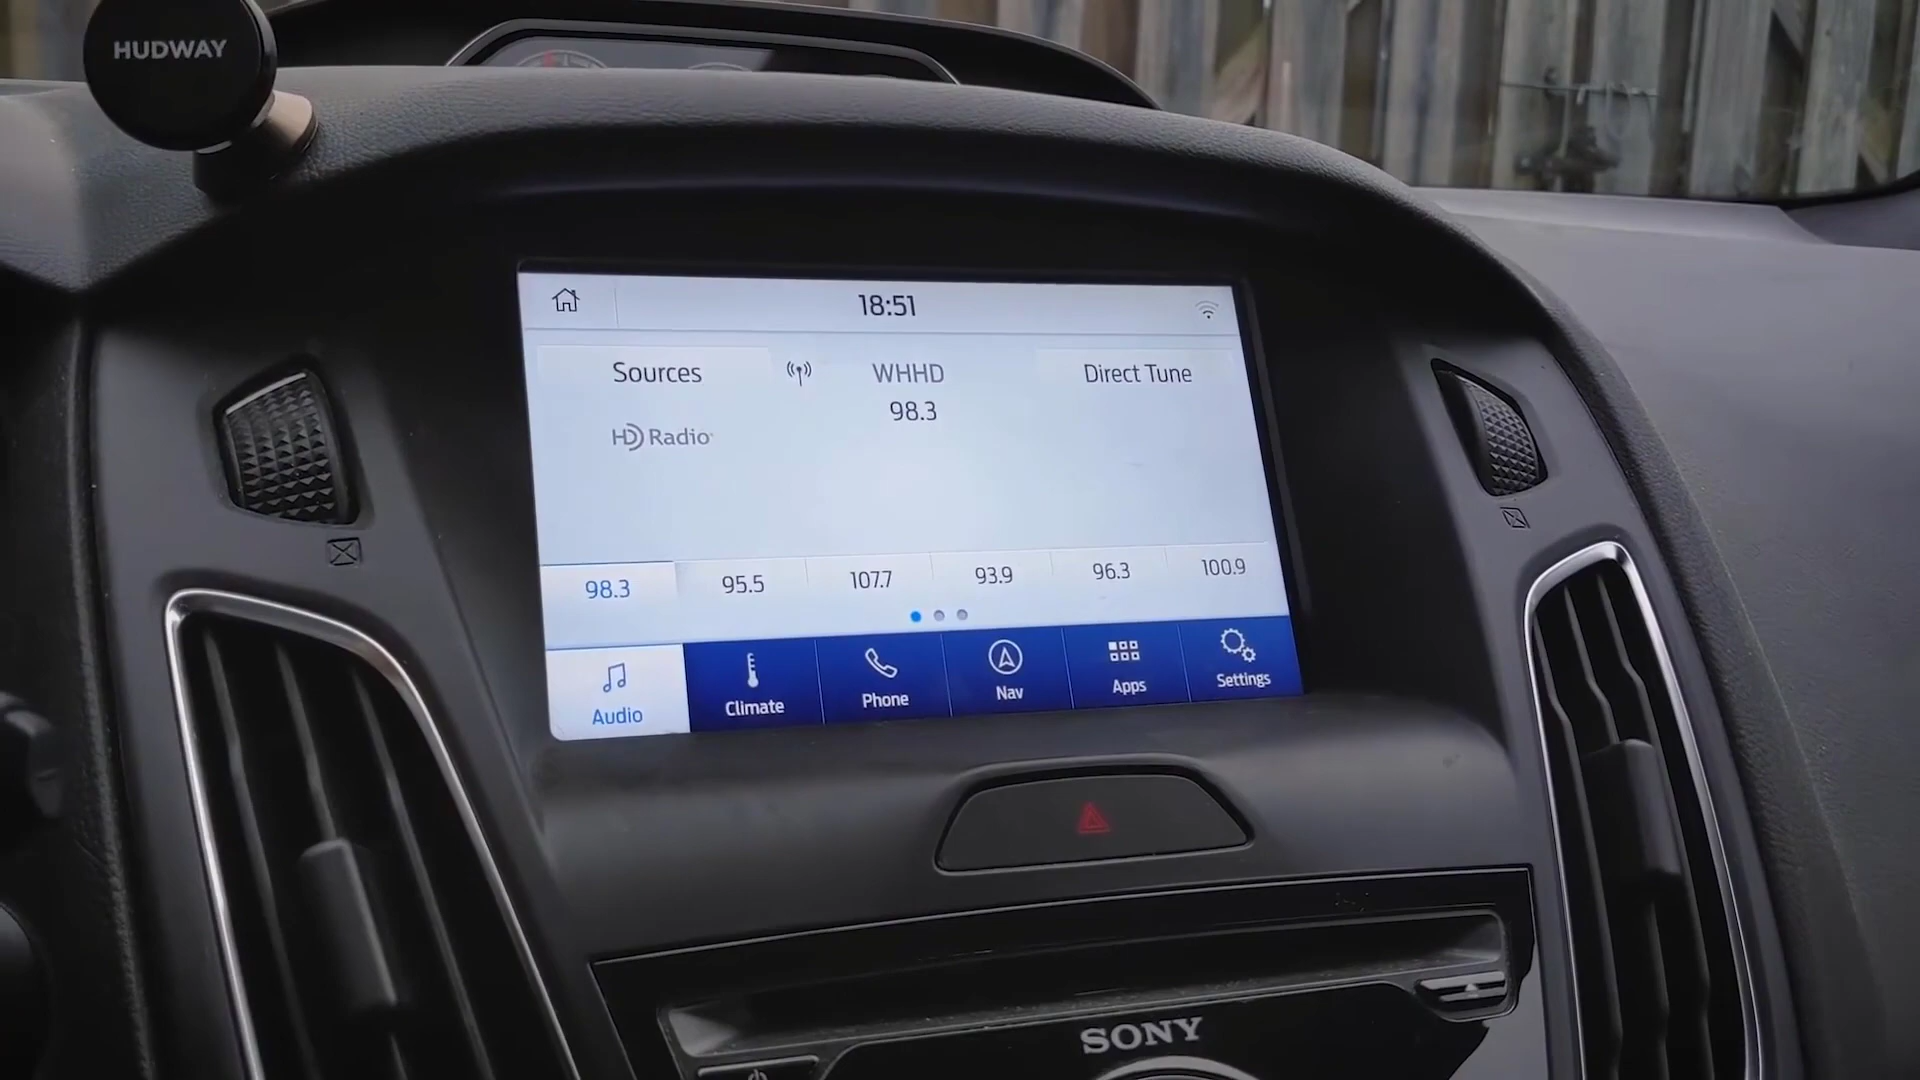 HUDWAY
18:51
Sources
WHHD
Direct Tune
98.3
HD Radio
98.3
95.5
107.7
93.9
96.3
100.9
Audio
Climate
Phone
Nav
Apps
Settings
SONY